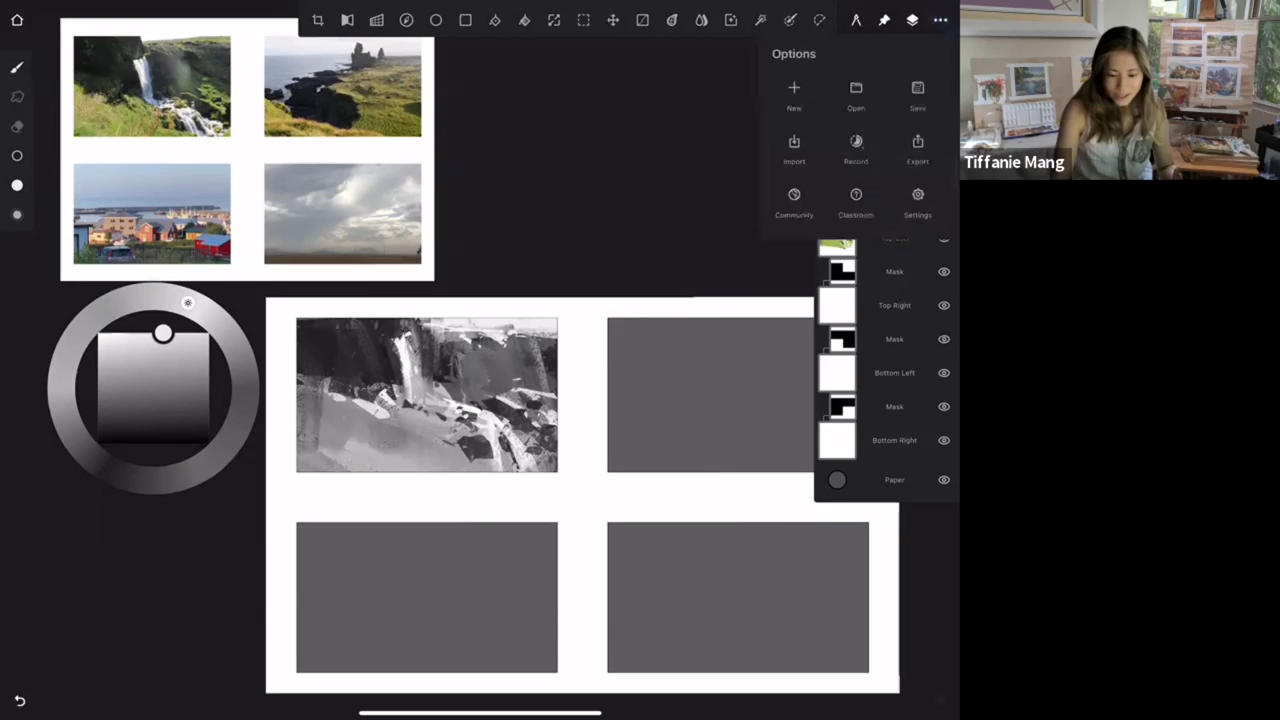 Options
New
Open
Save
Import
Record
Export
Community
Classroom
Settings
Mask
Top Right
Mask
Bottom Left
Mask
Bottom Right
Paper
Tiffanie Mang